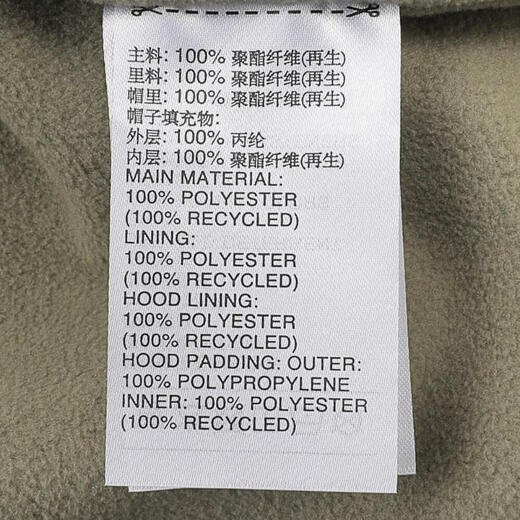 主料: 100% 聚酯纤维(再生)
里料: 100% 聚酯纤维(再生)
帽里: 100% 聚酯纤维(再生)
帽子填充物:
外层: 100% 丙纶
内层: 100% 聚酯纤维(再生)
MAIN MATERIAL:
100% POLYESTER
(100% RECYCLED)
LINING:
100% POLYESTER
(100% RECYCLED)
HOOD LINING:
100% POLYESTER
(100% RECYCLED)
HOOD PADDING: OUTER:
100% POLYPROPYLENE
INNER: 100% POLYESTER
(100% RECYCLED)